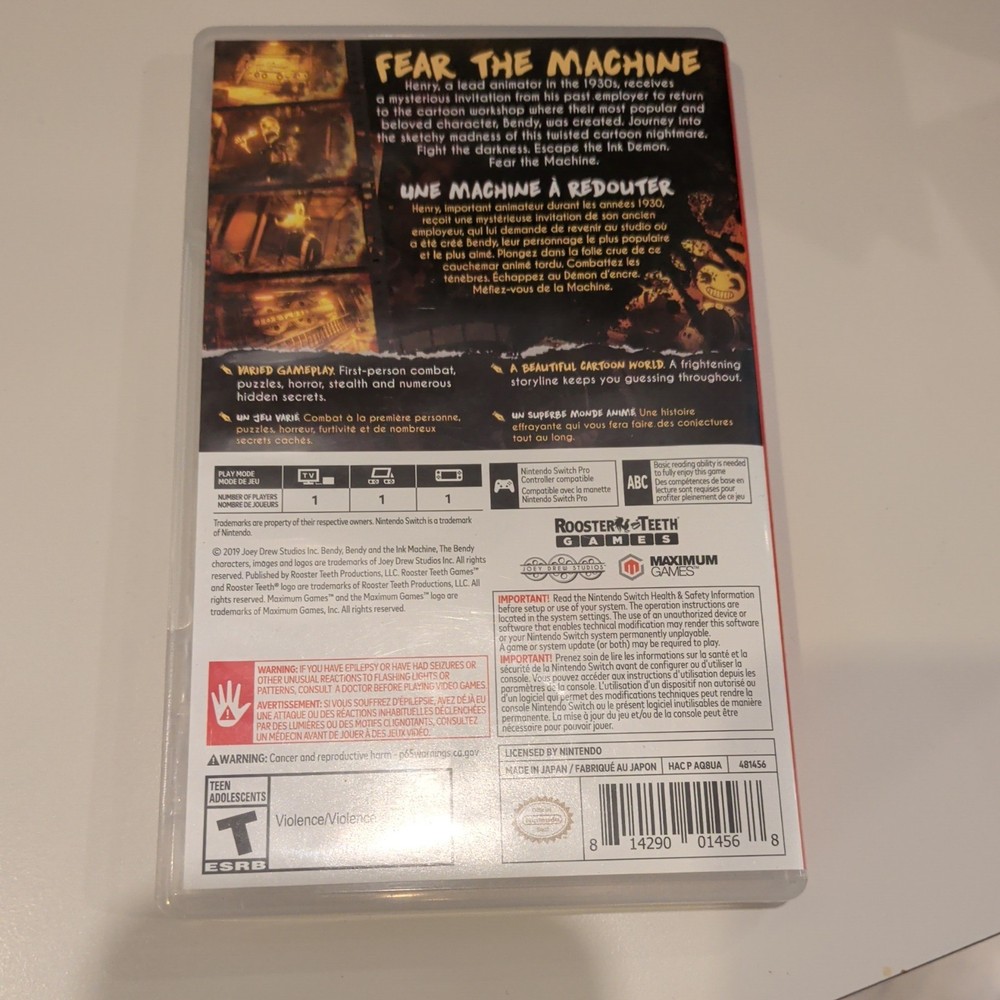 FEAR THE MACHINE
Henry, a lead animator in the 1930s, receives
a mysterious invitation from his past employer to return
to the cartoon workshop where their most popular and
beloved character, Bendy, was created. Journey into
the sketchy madness of this twisted cartoon nightmare.
Fight the darkness. Escape the Ink Demon.
Fear the Machine.
UNE MACHINE À REDOUTER
Henry, important animateur durant les années 1930,
reçoit une mystérieuse invitation de son ancien
employeur, qui lui demande de revenir au studio où
a été créé Bendy, leur personnage le plus populaire
et le plus aimé. Plongez dans la folie crue de ce
cauchemar animé tordu. Combattez les
ténèbres. Échappez au Démon d'encre.
Méfiez-vous de la Machine.
VARIED GAMEPLAY. First-person combat,
puzzles, horror, stealth and numerous
hidden secrets.
UN JEU VARIÉ Combat à la première personne,
puzzles, horreur, furtivité et de nombreux
secrets cachés.
A BEAUTIFUL CARTOON WORLD. A frightening
storyline keeps you guessing throughout.
UN SUPERBE MONDE ANIMÉ Une histoire
effrayante qui vous fera faire des conjectures
tout au long.
PLAY MODE
MODE DE JEU
TV
NUMBER OF PLAYERS
NOMBRE DE JOUEURS
1 1 1
Nintendo Switch Pro
Controller compatible
Compatible avec la manette
Nintendo Switch Pro
ABC
Basic reading ability is needed
to fully enjoy this game
Des compétences de base en
lecture sont requises pour
profiter pleinement de ce jeu
Trademarks are property of their respective owners. Nintendo Switch is a trademark
of Nintendo.
© 2019 Joey Drew Studios Inc. Bendy, Bendy and the Ink Machine, The Bendy
characters, images and logos are trademarks of Joey Drew Studios Inc. All rights
reserved. Published by Rooster Teeth Productions, LLC. Rooster Teeth Games™
and Rooster Teeth® logo are trademarks of Rooster Teeth Productions, LLC. All
rights reserved. Maximum Games™ and the Maximum Games™ logo are
trademarks of Maximum Games, Inc. All rights reserved.
ROOSTER TEETH
GAMES
JOEY DREW STUDIOS
MAXIMUM
GAMES™
IMPORTANT! Read the Nintendo Switch Health & Safety Information
before setup or use of your system. The operation instructions are
located in the system settings. The use of an unauthorized device or
software that enables technical modification may render this software
or your Nintendo Switch system permanently unplayable.
A game or system update (or both) may be required to play.
IMPORTANT! Prenez soin de lire les informations sur la santé et la
sécurité de la Nintendo Switch avant de configurer ou d'utiliser la
console. Vous pouvez accéder aux instructions d'utilisation depuis les
paramètres de la console. L'utilisation d'un dispositif non autorisé ou
d'un logiciel qui permet des modifications techniques peut rendre la
console Nintendo Switch ou le présent logiciel inutilisables de manière
permanente. La mise à jour du jeu et/ou de la console peut être
nécessaire pour pouvoir jouer.
WARNING: IF YOU HAVE EPILEPSY OR HAVE HAD SEIZURES OR
OTHER UNUSUAL REACTIONS TO FLASHING LIGHTS OR
PATTERNS, CONSULT A DOCTOR BEFORE PLAYING VIDEO GAMES.
AVERTISSEMENT: SI VOUS SOUFFREZ D'ÉPILEPSIE, AVEZ DÉJÀ EU
UNE ATTAQUE OU DES RÉACTIONS INHABITUELLES DÉCLENCHÉES
PAR DES LUMIÈRES OU DES MOTIFS CLIGNOTANTS, CONSULTEZ
UN MÉDECIN AVANT DE JOUER À DES JEUX VIDÉO.
WARNING: Cancer and reproductive harm - p65warnings.ca.gov
TEEN
ADOLESCENTS
T
ESRB
Violence/Violence
LICENSED BY NINTENDO
MADE IN JAPAN / FABRIQUÉ AU JAPON HAC P AQ8UA 481456
8 14290 01456 8